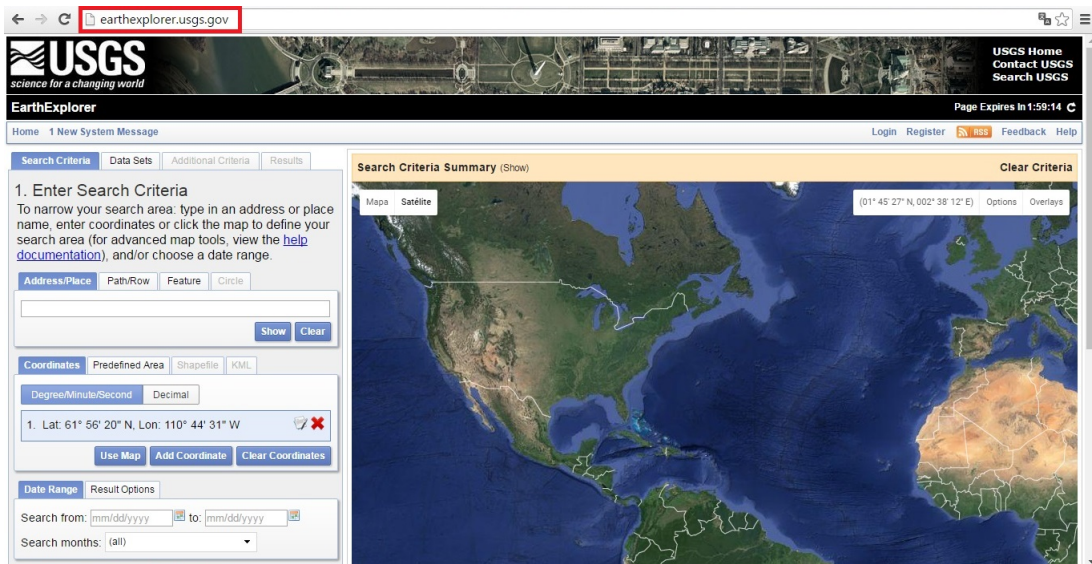 earthexplorer.usgs.gov
USGS
science for a changing world
USGS Home
Contact USGS
Search USGS
EarthExplorer
Page Expires In 1:59:14
Home 1 New System Message
Login Register RSS Feedback Help
Search Criteria Data Sets Additional Criteria Results
1. Enter Search Criteria
To narrow your search area: type in an address or place
name, enter coordinates or click the map to define your
search area (for advanced map tools, view the help
documentation), and/or choose a date range.
Address/Place Path/Row Feature Circle
Show Clear
Coordinates Predefined Area Shapefile KML
Degree/Minute/Second Decimal
1. Lat: 61° 56' 20" N, Lon: 110° 44' 31" W
Use Map Add Coordinate Clear Coordinates
Date Range Result Options
Search from: mm/dd/yyyy to: mm/dd/yyyy
Search months: (all)
Search Criteria Summary (Show) Clear Criteria
Mapa Satélite
(01° 45' 27" N, 002° 38' 12" E) Options Overlays